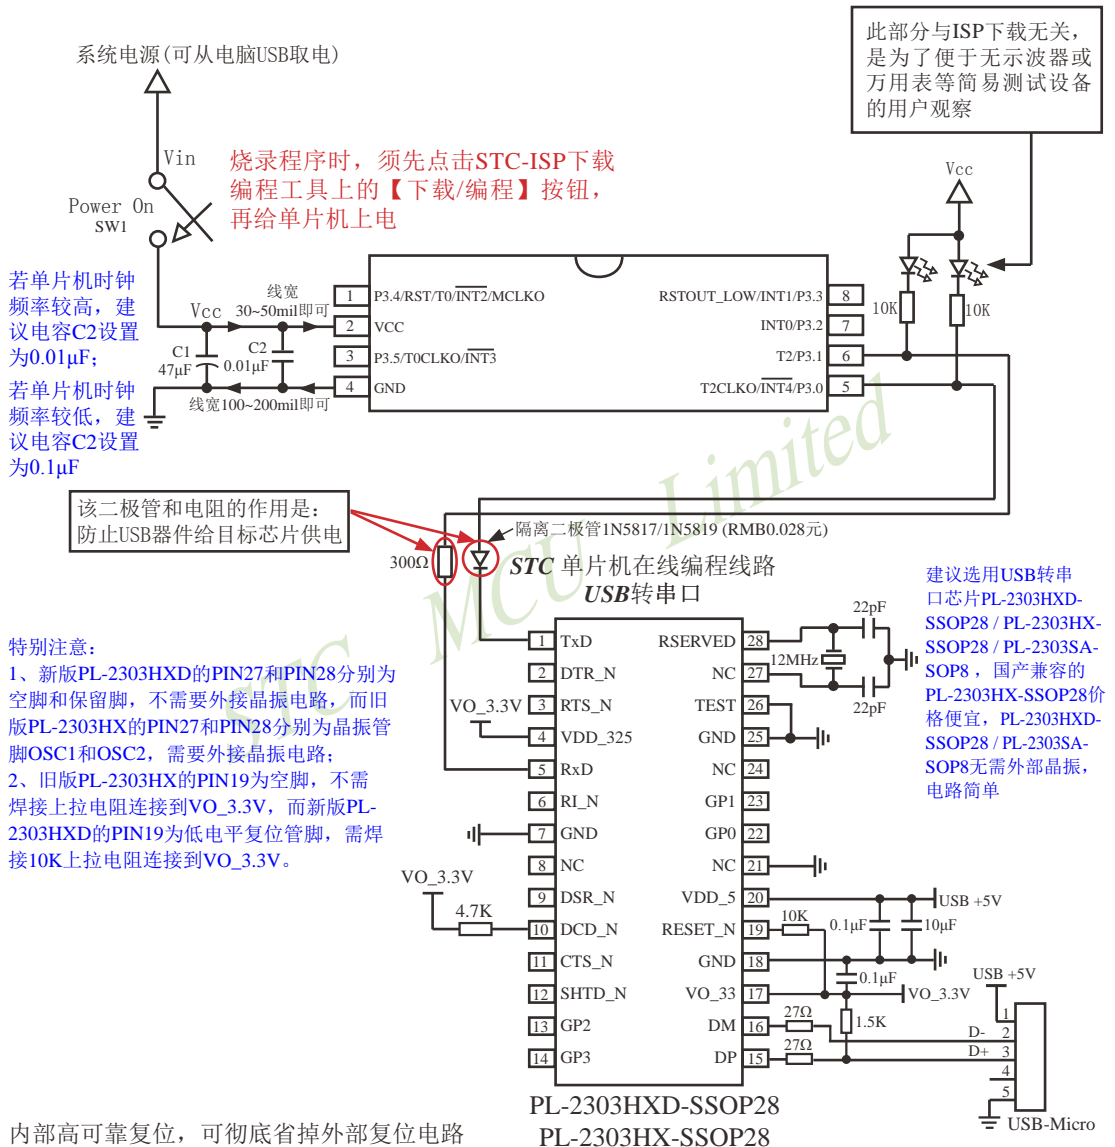 系统电源(可从电脑USB取电)
此部分与ISP下载无关，
是为了便于无示波器或
万用表等简易测试设备
的用户观察
Vin
Power On
SW1
烧录程序时，须先点击STC-ISP下载
编程工具上的【下载/编程】按钮，
再给单片机上电
Vcc
若单片机时钟
频率较高，建
议电容C2设置
为0.01μF；
若单片机时钟
频率较低，建
议电容C2设置
为0.1μF
Vcc
线宽
30~50mil即可
C1
47μF
C2
0.01μF
线宽100~200mil即可
1 P3.4/RST/T0/INT2/MCLKO
2 VCC
3 P3.5/T0CLKO/INT3
4 GND
RSTOUT_LOW/INT1/P3.3 8
INT0/P3.2 7
T2/P3.1 6
T2CLKO/INT4/P3.0 5
10K
10K
该二极管和电阻的作用是：
防止USB器件给目标芯片供电
300Ω
隔离二极管1N5817/1N5819 (RMB0.028元)
STC 单片机在线编程线路
USB转串口
STC MCU Limited
建议选用USB转串
口芯片PL-2303HXD-
SSOP28 / PL-2303HX-
SSOP28 / PL-2303SA-
SOP8 ，国产兼容的
PL-2303HX-SSOP28价
格便宜，PL-2303HXD-
SSOP28 / PL-2303SA-
SOP8无需外部晶振，
电路简单
特别注意：
1、新版PL-2303HXD的PIN27和PIN28分别为
空脚和保留脚，不需要外接晶振电路，而旧
版PL-2303HX的PIN27和PIN28分别为晶振管
脚OSC1和OSC2，需要外接晶振电路；
2、旧版PL-2303HX的PIN19为空脚，不需
焊接上拉电阻连接到VO_3.3V，而新版PL-
2303HXD的PIN19为低电平复位管脚，需焊
接10K上拉电阻连接到VO_3.3V。
1 TxD
2 DTR_N
3 RTS_N
4 VDD_325
5 RxD
6 RI_N
7 GND
8 NC
9 DSR_N
10 DCD_N
11 CTS_N
12 SHTD_N
13 GP2
14 GP3
VO_3.3V
VO_3.3V
4.7K
RSERVED 28
NC 27
TEST 26
GND 25
NC 24
GP1 23
GP0 22
NC 21
VDD_5 20
RESET_N 19
GND 18
VO_33 17
DM 16
DP 15
22pF
12MHz
22pF
USB +5V
10K
0.1μF
10μF
0.1μF
VO_3.3V
27Ω
1.5K
27Ω
USB +5V
D-
D+
1
2
3
4
5
USB-Micro
PL-2303HXD-SSOP28
PL-2303HX-SSOP28
内部高可靠复位，可彻底省掉外部复位电路